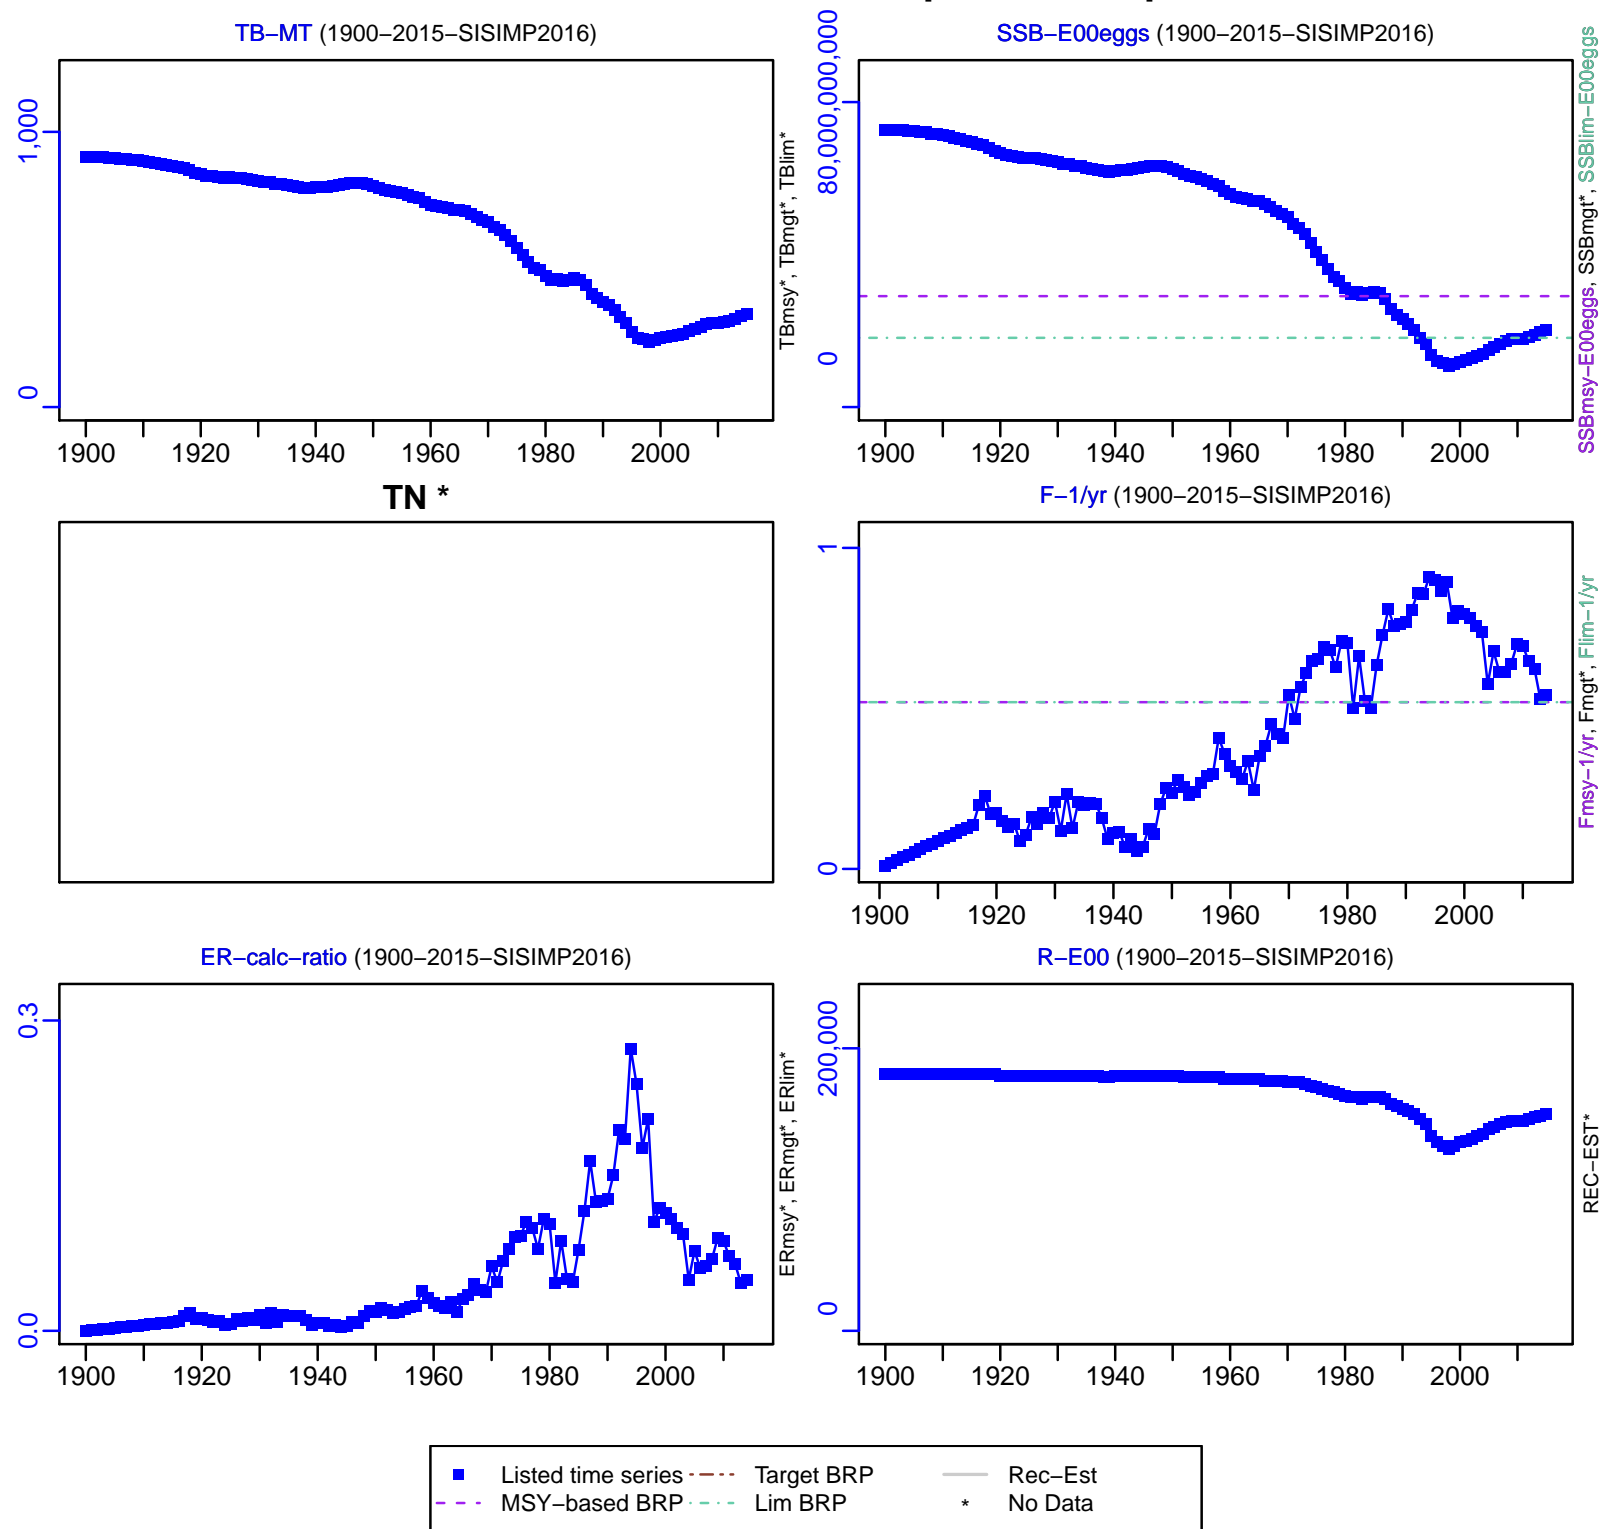 TB−MT (1900−2015−SISIMP2016)
1,000
0
TBmsy*, TBmgt*, TBlim*
1900 1920 1940 1960 1980 2000
SSB−E00eggs (1900−2015−SISIMP2016)
80,000,000
0
SSBmsy−E00eggs, SSBmgt*, SSBlim−E00eggs
1900 1920 1940 1960 1980 2000
TN *
F−1/yr (1900−2015−SISIMP2016)
1
0
Fmsy−1/yr, Fmgt*, Flim−1/yr
1900 1920 1940 1960 1980 2000
ER−calc−ratio (1900−2015−SISIMP2016)
0.3
0.0
ERmsy*, ERmgt*, ERlim*
1900 1920 1940 1960 1980 2000
R−E00 (1900−2015−SISIMP2016)
200,000
0
REC−EST*
1900 1920 1940 1960 1980 2000
Listed time series Target BRP Rec−Est
MSY−based BRP Lim BRP * No Data